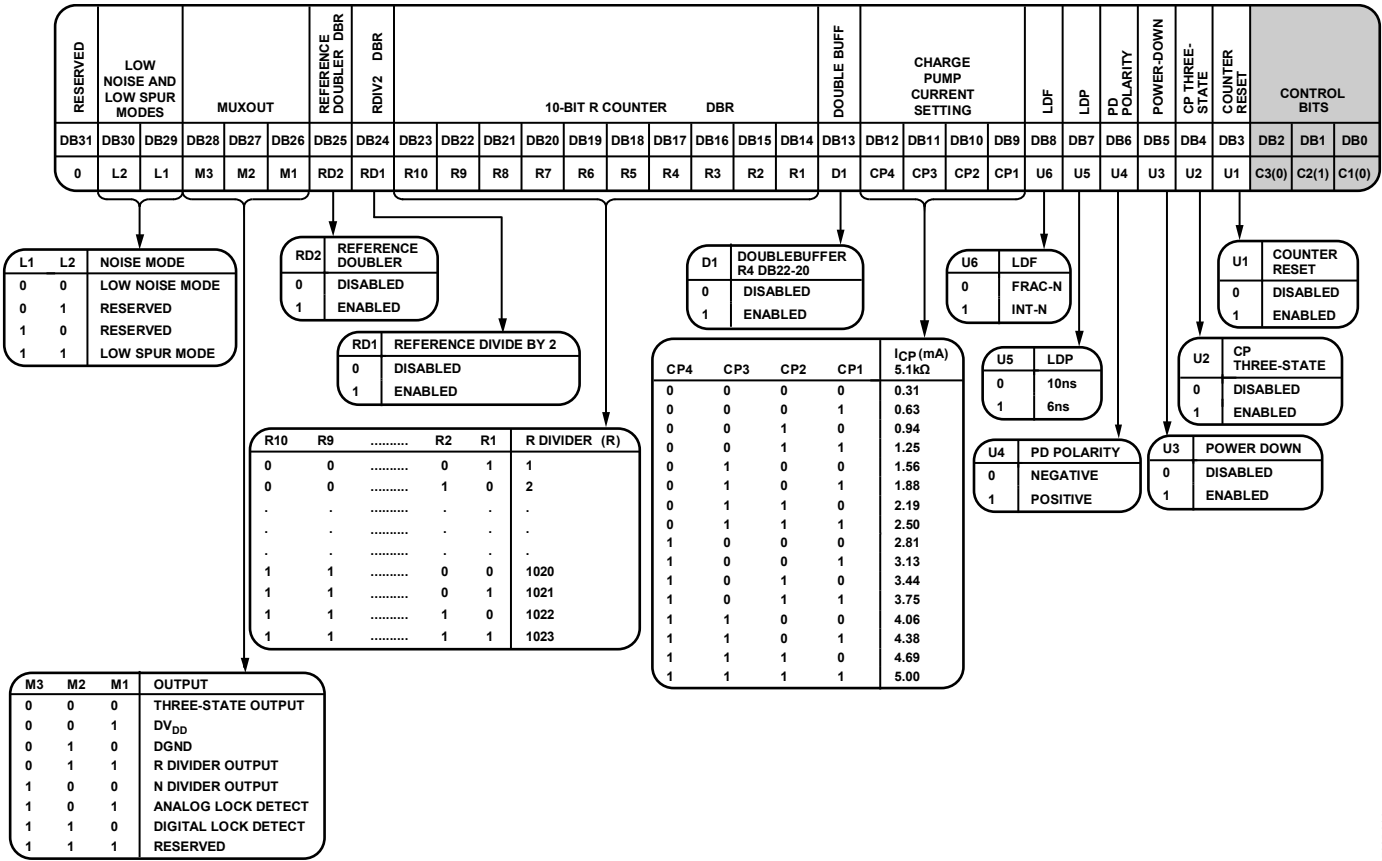 RESERVED
LOW NOISE AND LOW SPUR MODES
MUXOUT
REFERENCE DOUBLER DBR
RDIV2 DBR
10-BIT R COUNTER DBR
DOUBLE BUFF
CHARGE PUMP CURRENT SETTING
LDF
LDP
PD POLARITY
POWER-DOWN
CP THREE-STATE
COUNTER RESET
CONTROL BITS
DB31 DB30 DB29 DB28 DB27 DB26 DB25 DB24 DB23 DB22 DB21 DB20 DB19 DB18 DB17 DB16 DB15 DB14 DB13 DB12 DB11 DB10 DB9 DB8 DB7 DB6 DB5 DB4 DB3 DB2 DB1 DB0
0 L2 L1 M3 M2 M1 RD2 RD1 R10 R9 R8 R7 R6 R5 R4 R3 R2 R1 D1 CP4 CP3 CP2 CP1 U6 U5 U4 U3 U2 U1 C3(0) C2(1) C1(0)
L1 L2 NOISE MODE
0 0 LOW NOISE MODE
0 1 RESERVED
1 0 RESERVED
1 1 LOW SPUR MODE
RD2 REFERENCE DOUBLER
0 DISABLED
1 ENABLED
RD1 REFERENCE DIVIDE BY 2
0 DISABLED
1 ENABLED
R10 R9 .......... R2 R1 R DIVIDER (R)
0 0 .......... 0 1 1
0 0 .......... 1 0 2
. . .......... . . .
. . .......... . . .
. . .......... . . .
1 1 .......... 0 0 1020
1 1 .......... 0 1 1021
1 1 .......... 1 0 1022
1 1 .......... 1 1 1023
D1 DOUBLEBUFFER R4 DB22-20
0 DISABLED
1 ENABLED
CP4 CP3 CP2 CP1 ICP (mA) 5.1kΩ
0 0 0 0 0.31
0 0 0 1 0.63
0 0 1 0 0.94
0 0 1 1 1.25
0 1 0 0 1.56
0 1 0 1 1.88
0 1 1 0 2.19
0 1 1 1 2.50
1 0 0 0 2.81
1 0 0 1 3.13
1 0 1 0 3.44
1 0 1 1 3.75
1 1 0 0 4.06
1 1 0 1 4.38
1 1 1 0 4.69
1 1 1 1 5.00
U6 LDF
0 FRAC-N
1 INT-N
U5 LDP
0 10ns
1 6ns
U4 PD POLARITY
0 NEGATIVE
1 POSITIVE
U3 POWER DOWN
0 DISABLED
1 ENABLED
U2 CP THREE-STATE
0 DISABLED
1 ENABLED
U1 COUNTER RESET
0 DISABLED
1 ENABLED
M3 M2 M1 OUTPUT
0 0 0 THREE-STATE OUTPUT
0 0 1 DVDD
0 1 0 DGND
0 1 1 R DIVIDER OUTPUT
1 0 0 N DIVIDER OUTPUT
1 0 1 ANALOG LOCK DETECT
1 1 0 DIGITAL LOCK DETECT
1 1 1 RESERVED